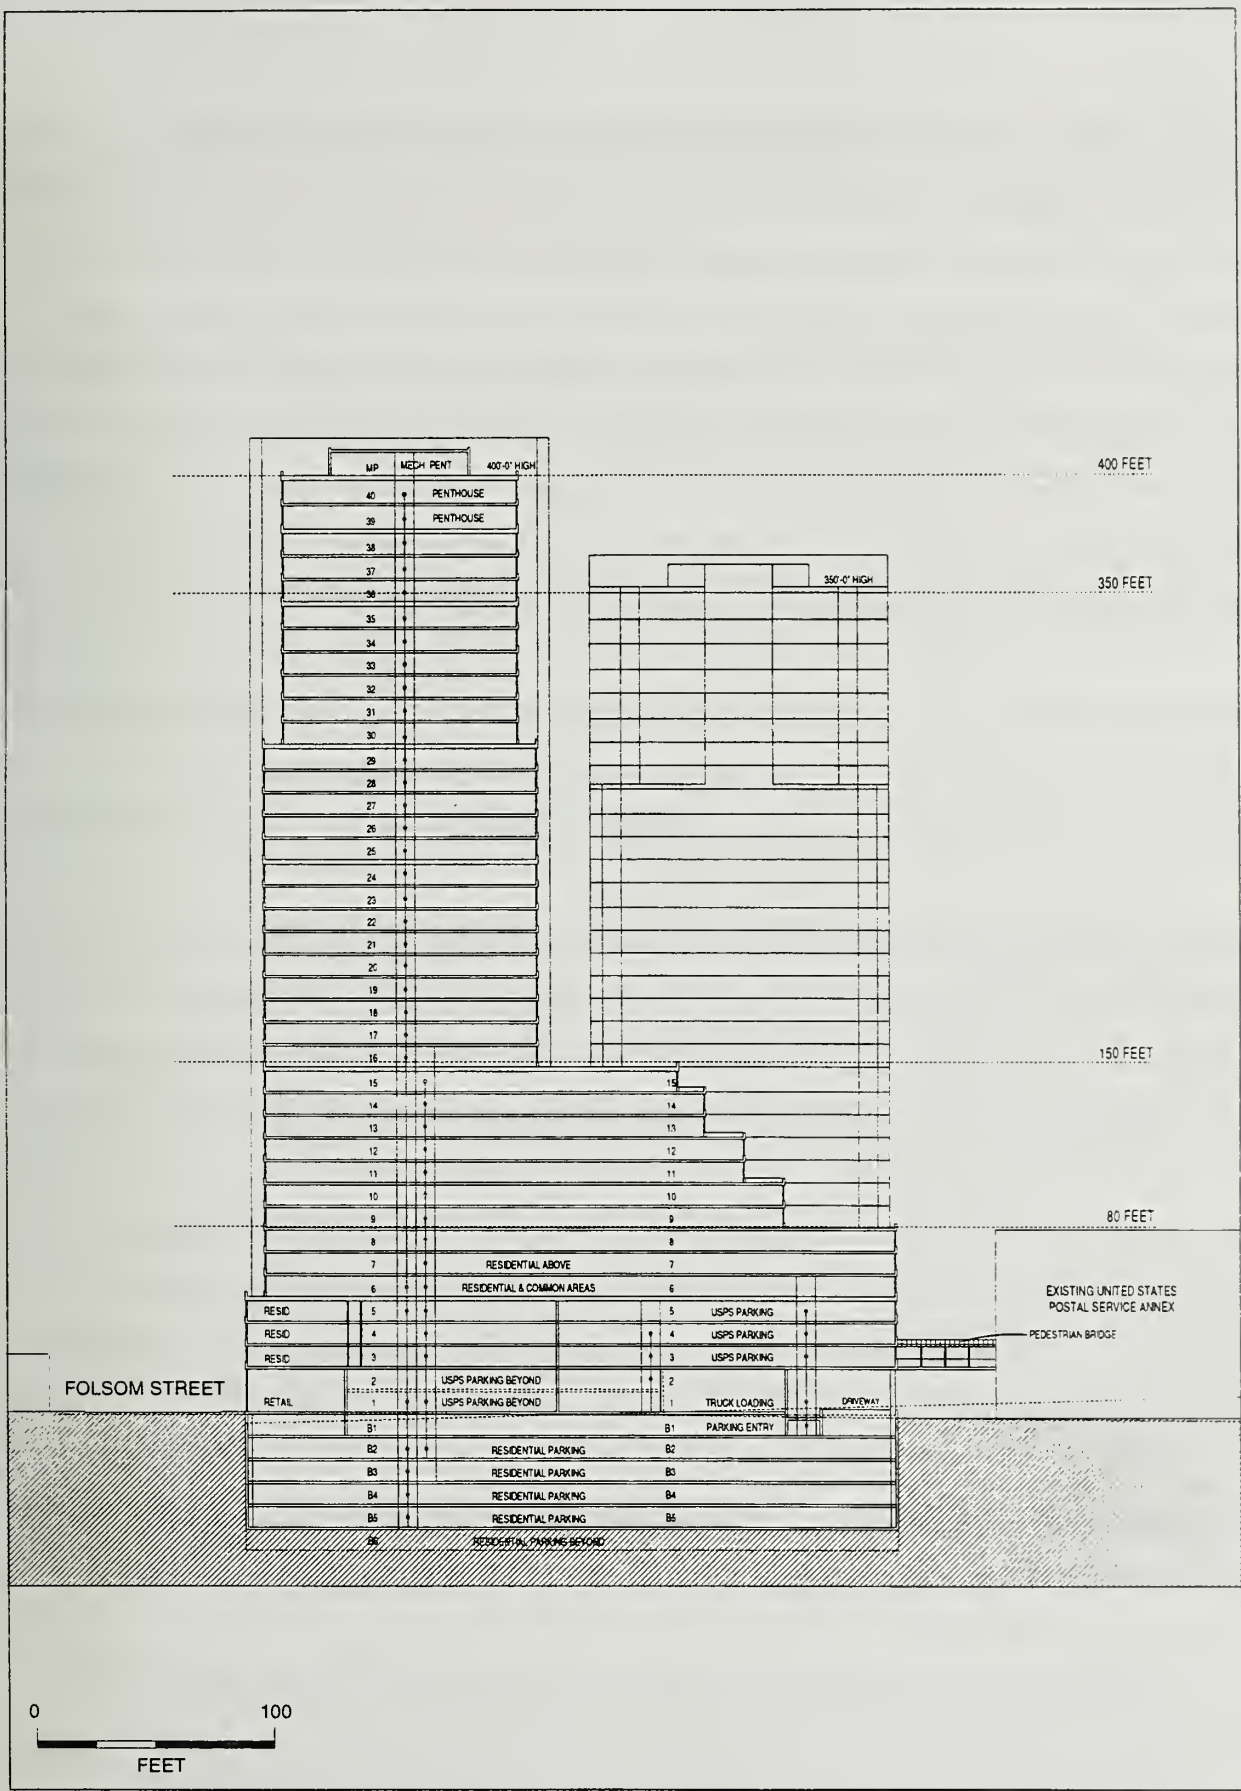 MP MECH PENT 400'-0" HIGH 400 FEET
40 PENTHOUSE
39 PENTHOUSE
38
37
350'-0" HIGH 350 FEET
36
35
34
33
32
31
30
29
28
27
26
25
24
23
22
21
20
19
18
17
16 150 FEET
15 15
14 14
13 13
12 12
11 11
10 10
9 9 80 FEET
8 8
7 RESIDENTIAL ABOVE 7
6 RESIDENTIAL & COMMON AREAS 6
EXISTING UNITED STATES
POSTAL SERVICE ANNEX
RESID 5 5 USPS PARKING
RESID 4 4 USPS PARKING PEDESTRIAN BRIDGE
RESID 3 3 USPS PARKING
2 USPS PARKING BEYOND 2
FOLSOM STREET
RETAIL 1 USPS PARKING BEYOND 1 TRUCK LOADING DRIVEWAY
B1 B1 PARKING ENTRY
B2 RESIDENTIAL PARKING B2
B3 RESIDENTIAL PARKING B3
B4 RESIDENTIAL PARKING B4
B5 RESIDENTIAL PARKING B5
B6 RESIDENTIAL PARKING BEYOND
0 100
FEET